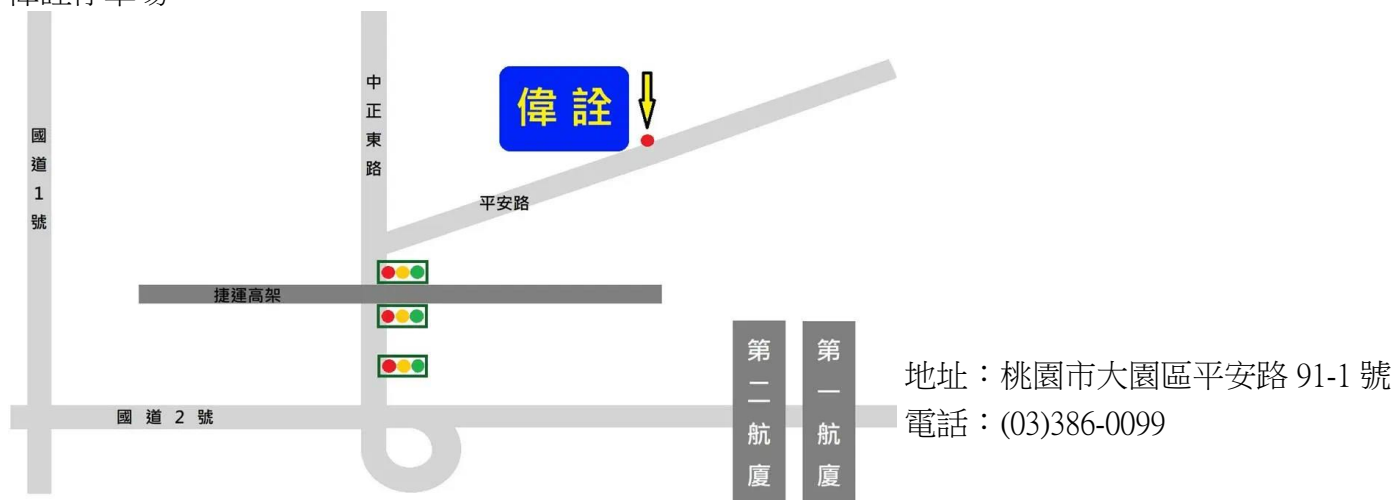 中正東路
偉詮
國道1號
平安路
捷運高架
第二航廈
第一航廈
地址：桃園市大園區平安路 91-1 號
國道2號
電話：(03)386-0099